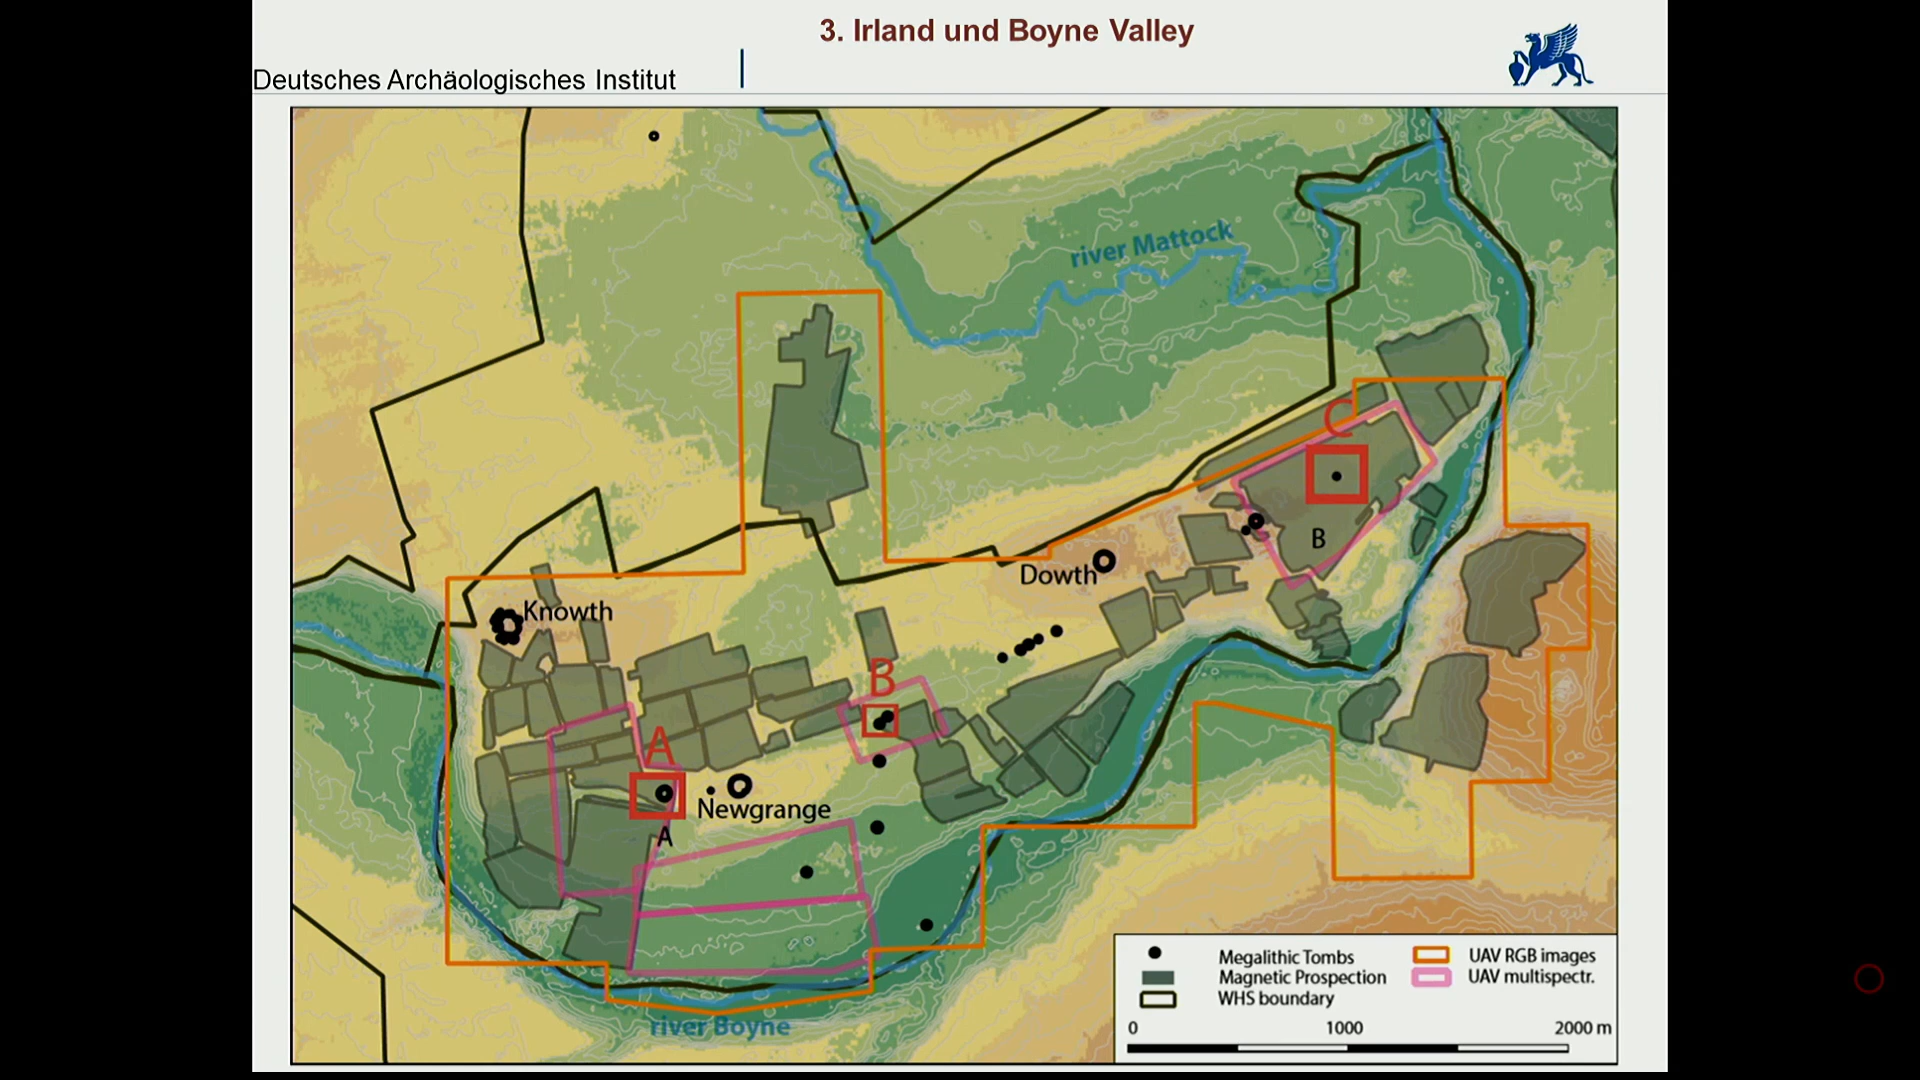 3. Irland und Boyne Valley
Deutsches Archäologisches Institut
river Mattock
C
B
Dowth
Knowth
B
A
Newgrange
A
river Boyne
Megalithic Tombs
Magnetic Prospection
WHS boundary
UAV RGB images
UAV multispectr.
0 1000 2000 m